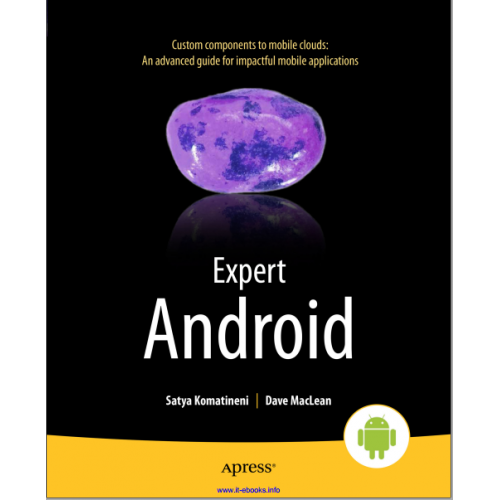 Custom components to mobile clouds:
An advanced guide for impactful mobile applications
Expert
Android
Satya Komatineni | Dave MacLean
Apress®
www.it-ebooks.info